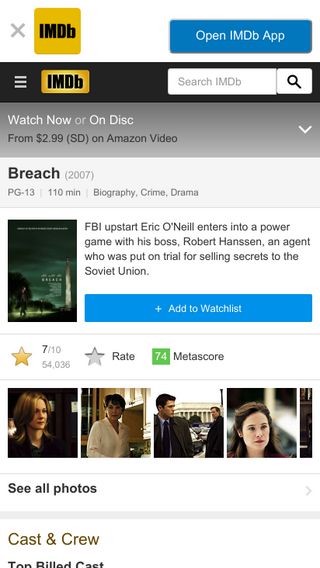 IMDb
Open IMDb App
IMDb
Search IMDb
Watch Now or On Disc
From $2.99 (SD) on Amazon Video
Breach (2007)
PG-13 | 110 min | Biography, Crime, Drama
BREACH
FBI upstart Eric O'Neill enters into a power
game with his boss, Robert Hanssen, an agent
who was put on trial for selling secrets to the
Soviet Union.
+ Add to Watchlist
7/10
54,036
Rate
74 Metascore
See all photos
Cast & Crew
Top Billed Cast